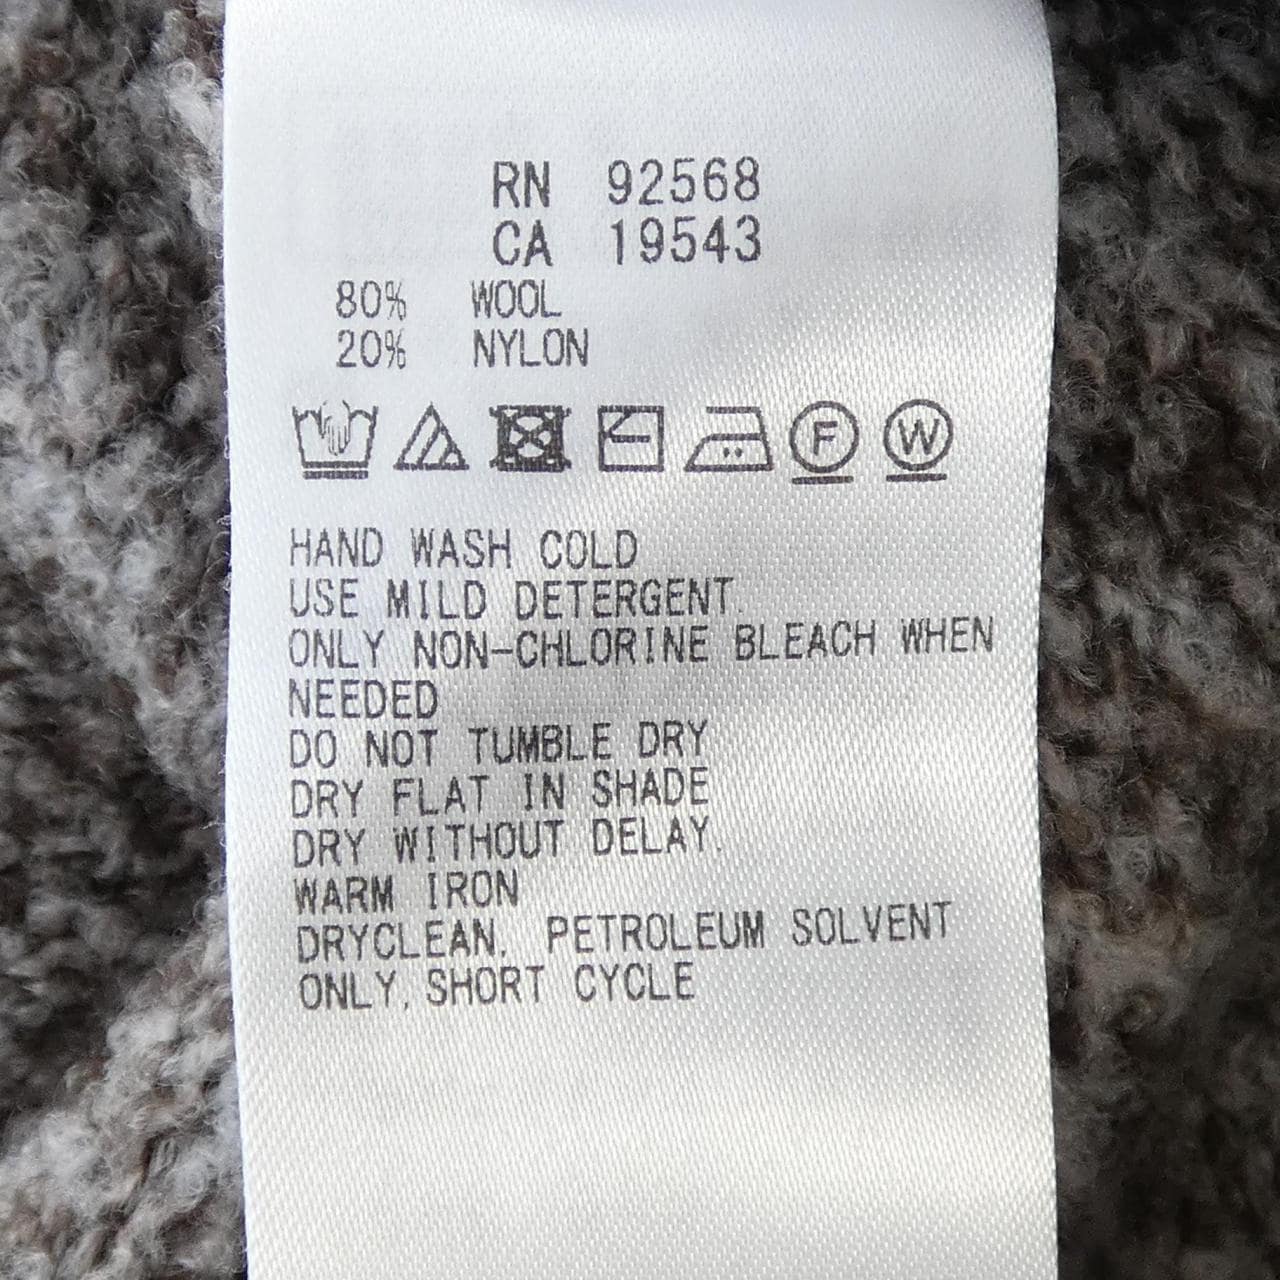 RN 92568
CA 19543
80% WOOL
20% NYLON
F W
HAND WASH COLD
USE MILD DETERGENT.
ONLY NON-CHLORINE BLEACH WHEN
NEEDED
DO NOT TUMBLE DRY
DRY FLAT IN SHADE
DRY WITHOUT DELAY.
WARM IRON
DRYCLEAN, PETROLEUM SOLVENT
ONLY, SHORT CYCLE